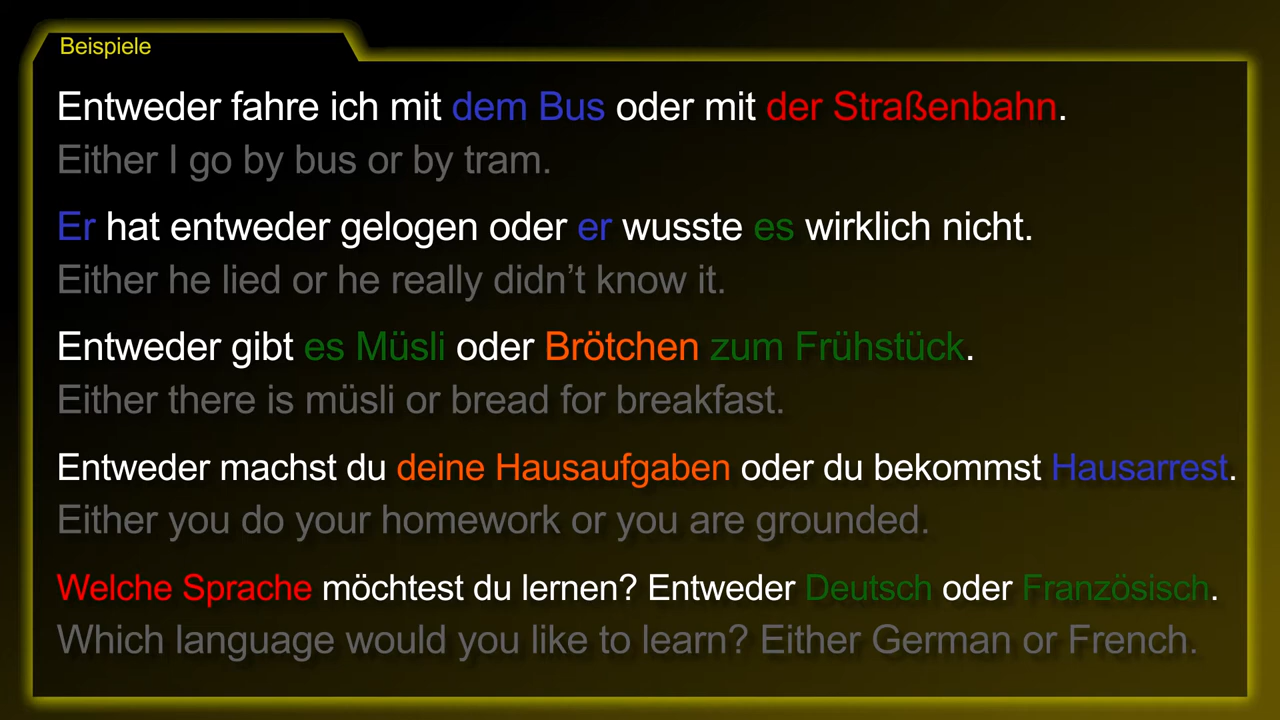 Beispiele
Entweder fahre ich mit dem Bus oder mit der Straßenbahn.
Either I go by bus or by tram.
Er hat entweder gelogen oder er wusste es wirklich nicht.
Either he lied or he really didn’t know it.
Entweder gibt es Müsli oder Brötchen zum Frühstück.
Either there is müsli or bread for breakfast.
Entweder machst du deine Hausaufgaben oder du bekommst Hausarrest.
Either you do your homework or you are grounded.
Welche Sprache möchtest du lernen? Entweder Deutsch oder Französisch.
Which language would you like to learn? Either German or French.